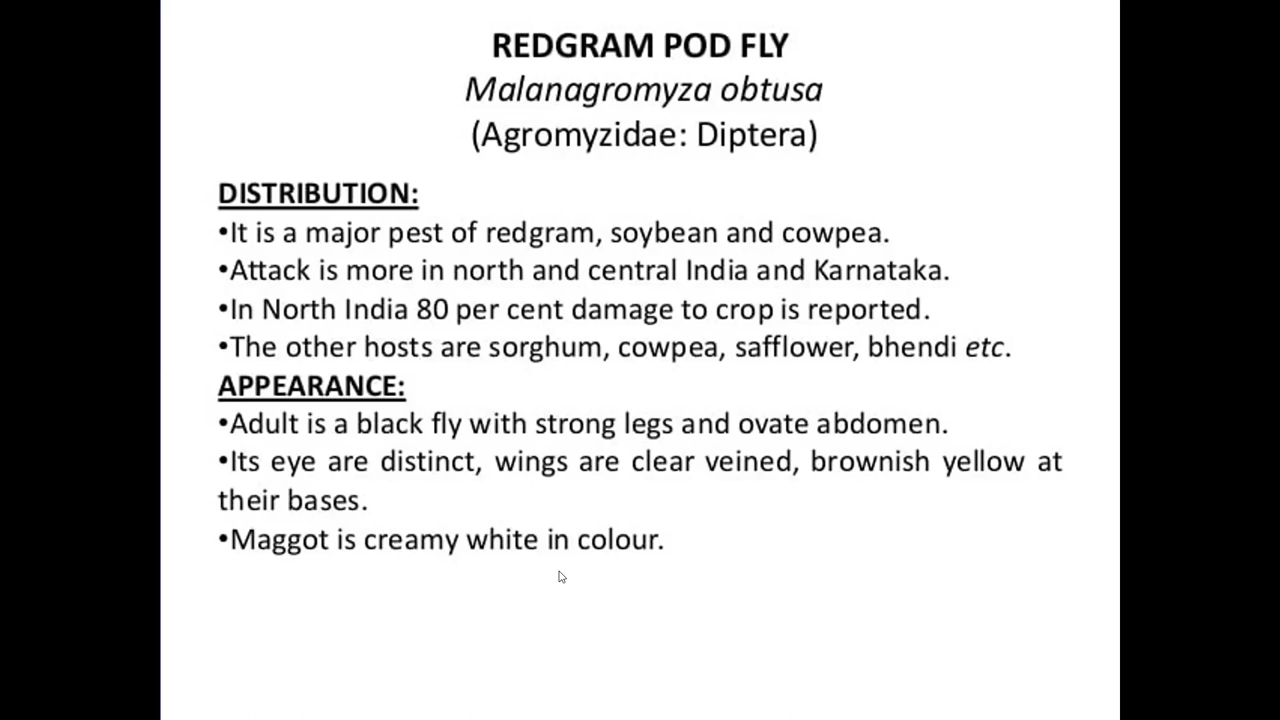 REDGRAM POD FLY
Malanagromyza obtusa
(Agromyzidae: Diptera)
DISTRIBUTION:
•It is a major pest of redgram, soybean and cowpea.
•Attack is more in north and central India and Karnataka.
•In North India 80 per cent damage to crop is reported.
•The other hosts are sorghum, cowpea, safflower, bhendi etc.
APPEARANCE:
•Adult is a black fly with strong legs and ovate abdomen.
•Its eye are distinct, wings are clear veined, brownish yellow at
their bases.
•Maggot is creamy white in colour.